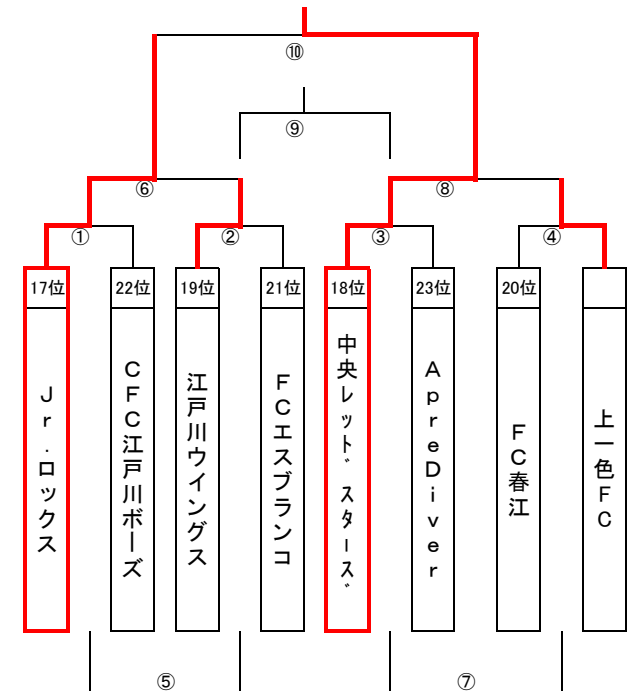 ⑩
⑨
⑥
⑧
①
②
③
④
17位
22位
19位
21位
18位
23位
20位
Jr.ロックス
CFC江戸川ボーイズ
江戸川ウイングス
FCエスブランコ
中央レッドスターズ
ApreDiver
FC春江
上一色FC
⑤
⑦